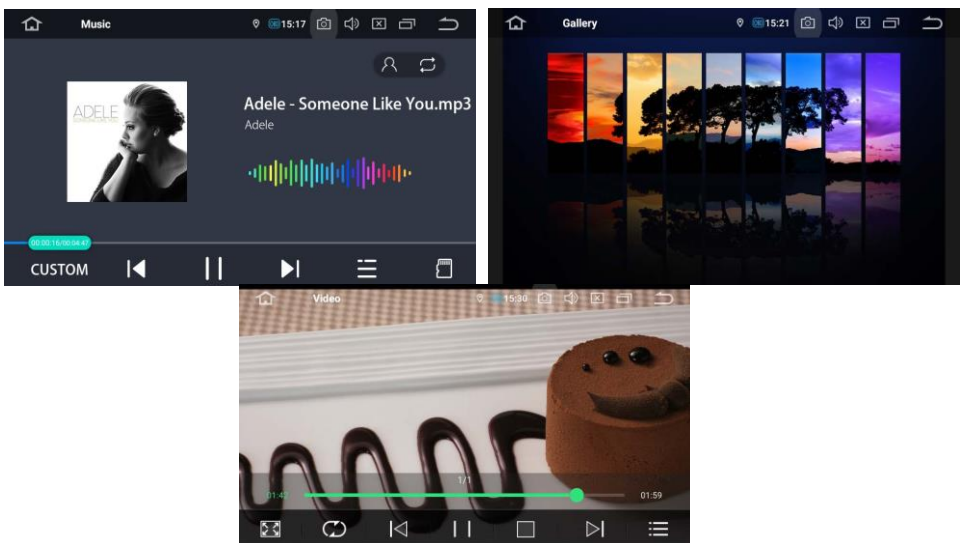 Music 15:17
ADELE
Adele - Someone Like You.mp3
Adele
00:00:16/00:04:47
CUSTOM
Gallery 15:21
Video 15:30
1/1
01:42 01:59